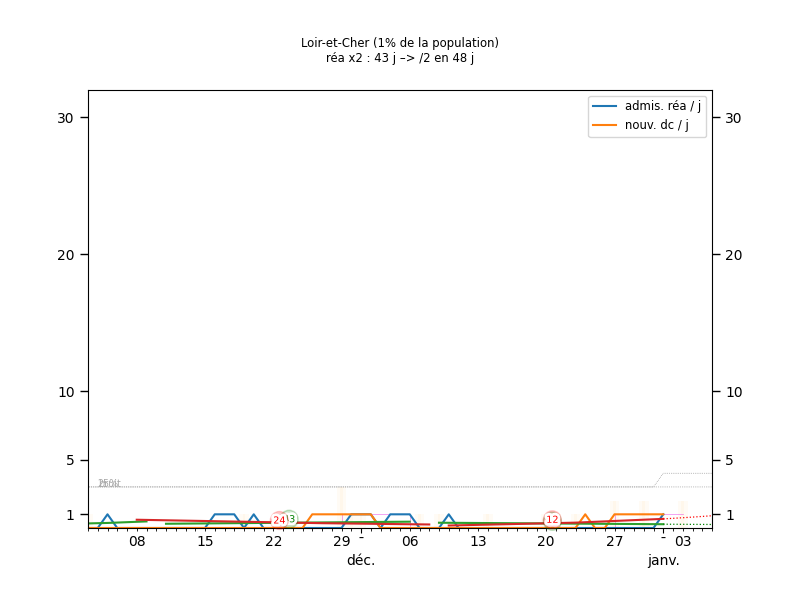 Loir-et-Cher (1% de la population)
réa x2 : 43 j –> /2 en 48 j
admis. réa / j
nouv. dc / j
30 30
20 20
10 10
5 5
1 1
24
12
08 15 22 29 - 06 13 20 27 - 03
déc. janv.